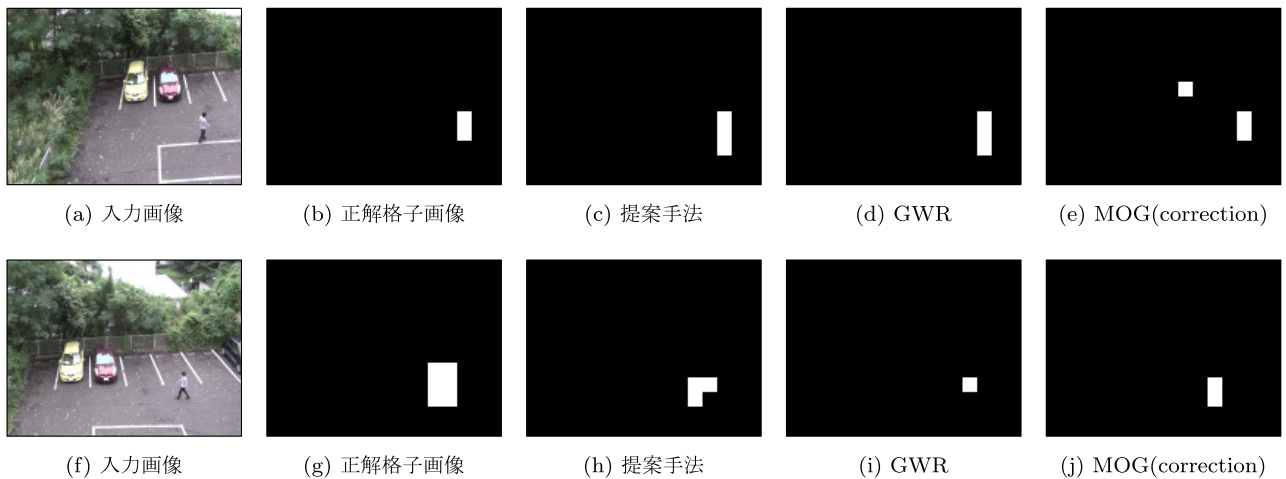 (a) 入力画像 (b) 正解格子画像 (c) 提案手法 (d) GWR (e) MOG(correction)
(f) 入力画像 (g) 正解格子画像 (h) 提案手法 (i) GWR (j) MOG(correction)